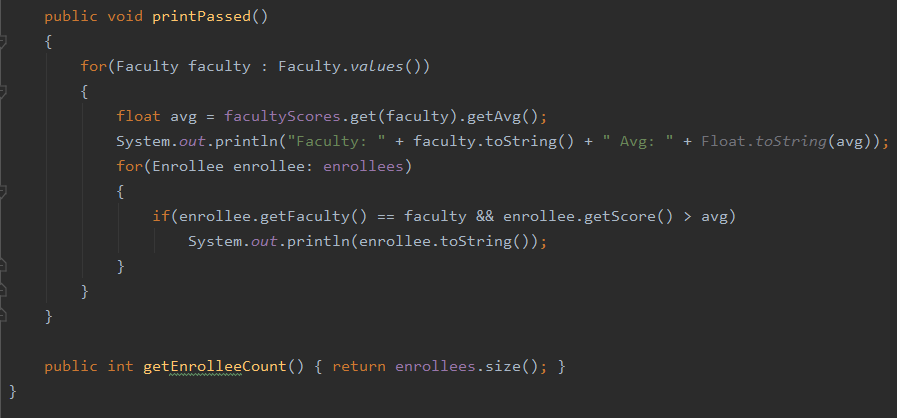 public void printPassed()
{
for(Faculty faculty : Faculty.values())
{
float avg = facultyScores.get(faculty).getAvg();
System.out.println("Faculty: " + faculty.toString() + " Avg: " + Float.toString(avg));
for(Enrollee enrollee: enrollees)
{
if(enrollee.getFaculty() == faculty && enrollee.getScore() > avg)
System.out.println(enrollee.toString());
}
}
}
public int getEnrolleeCount() { return enrollees.size(); }
}